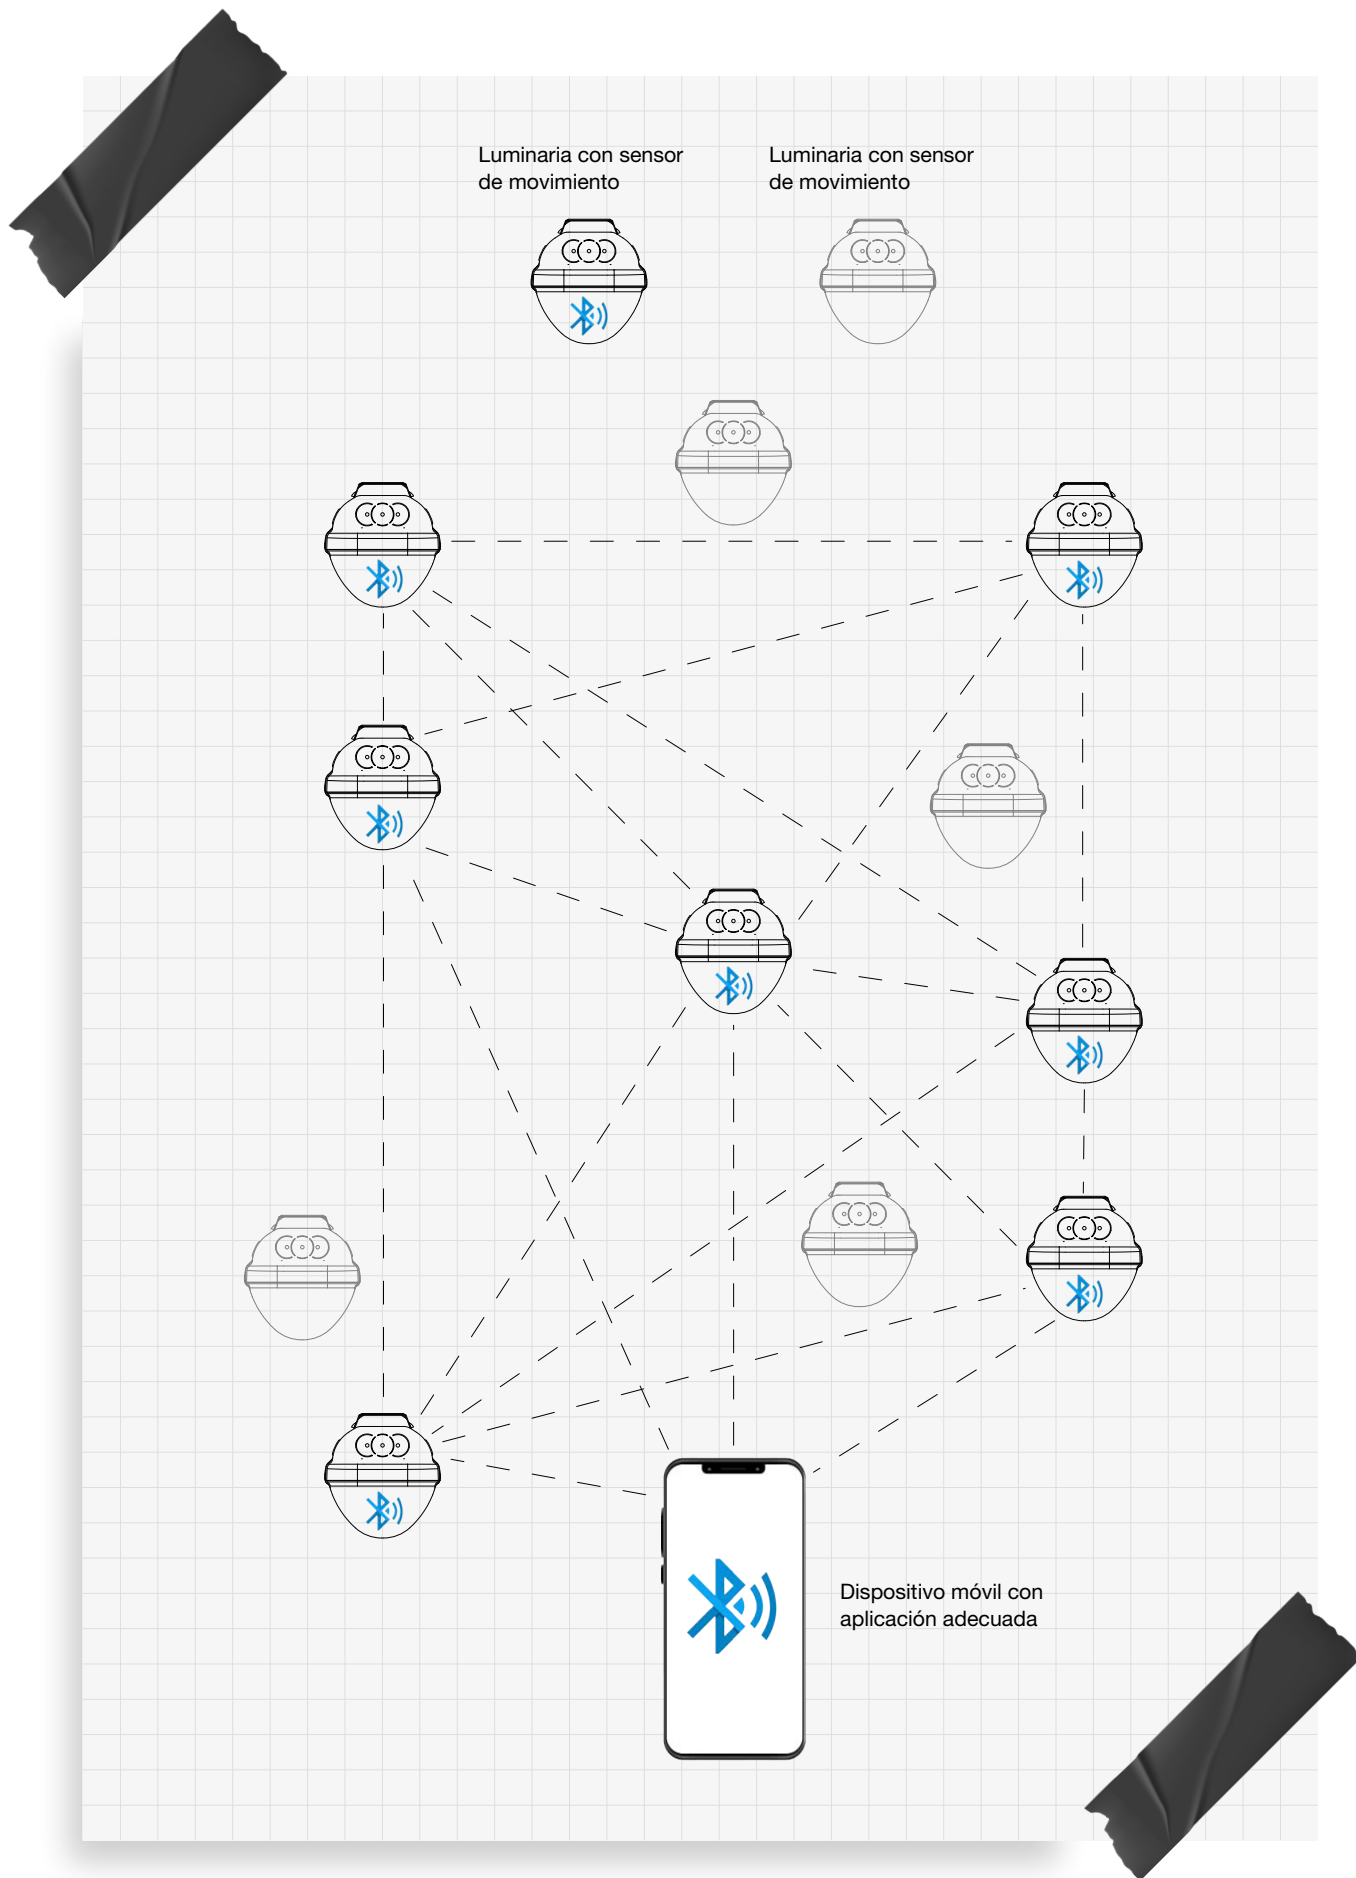 Luminaria con sensor
de movimiento
Luminaria con sensor
de movimiento
Dispositivo móvil con
aplicación adecuada